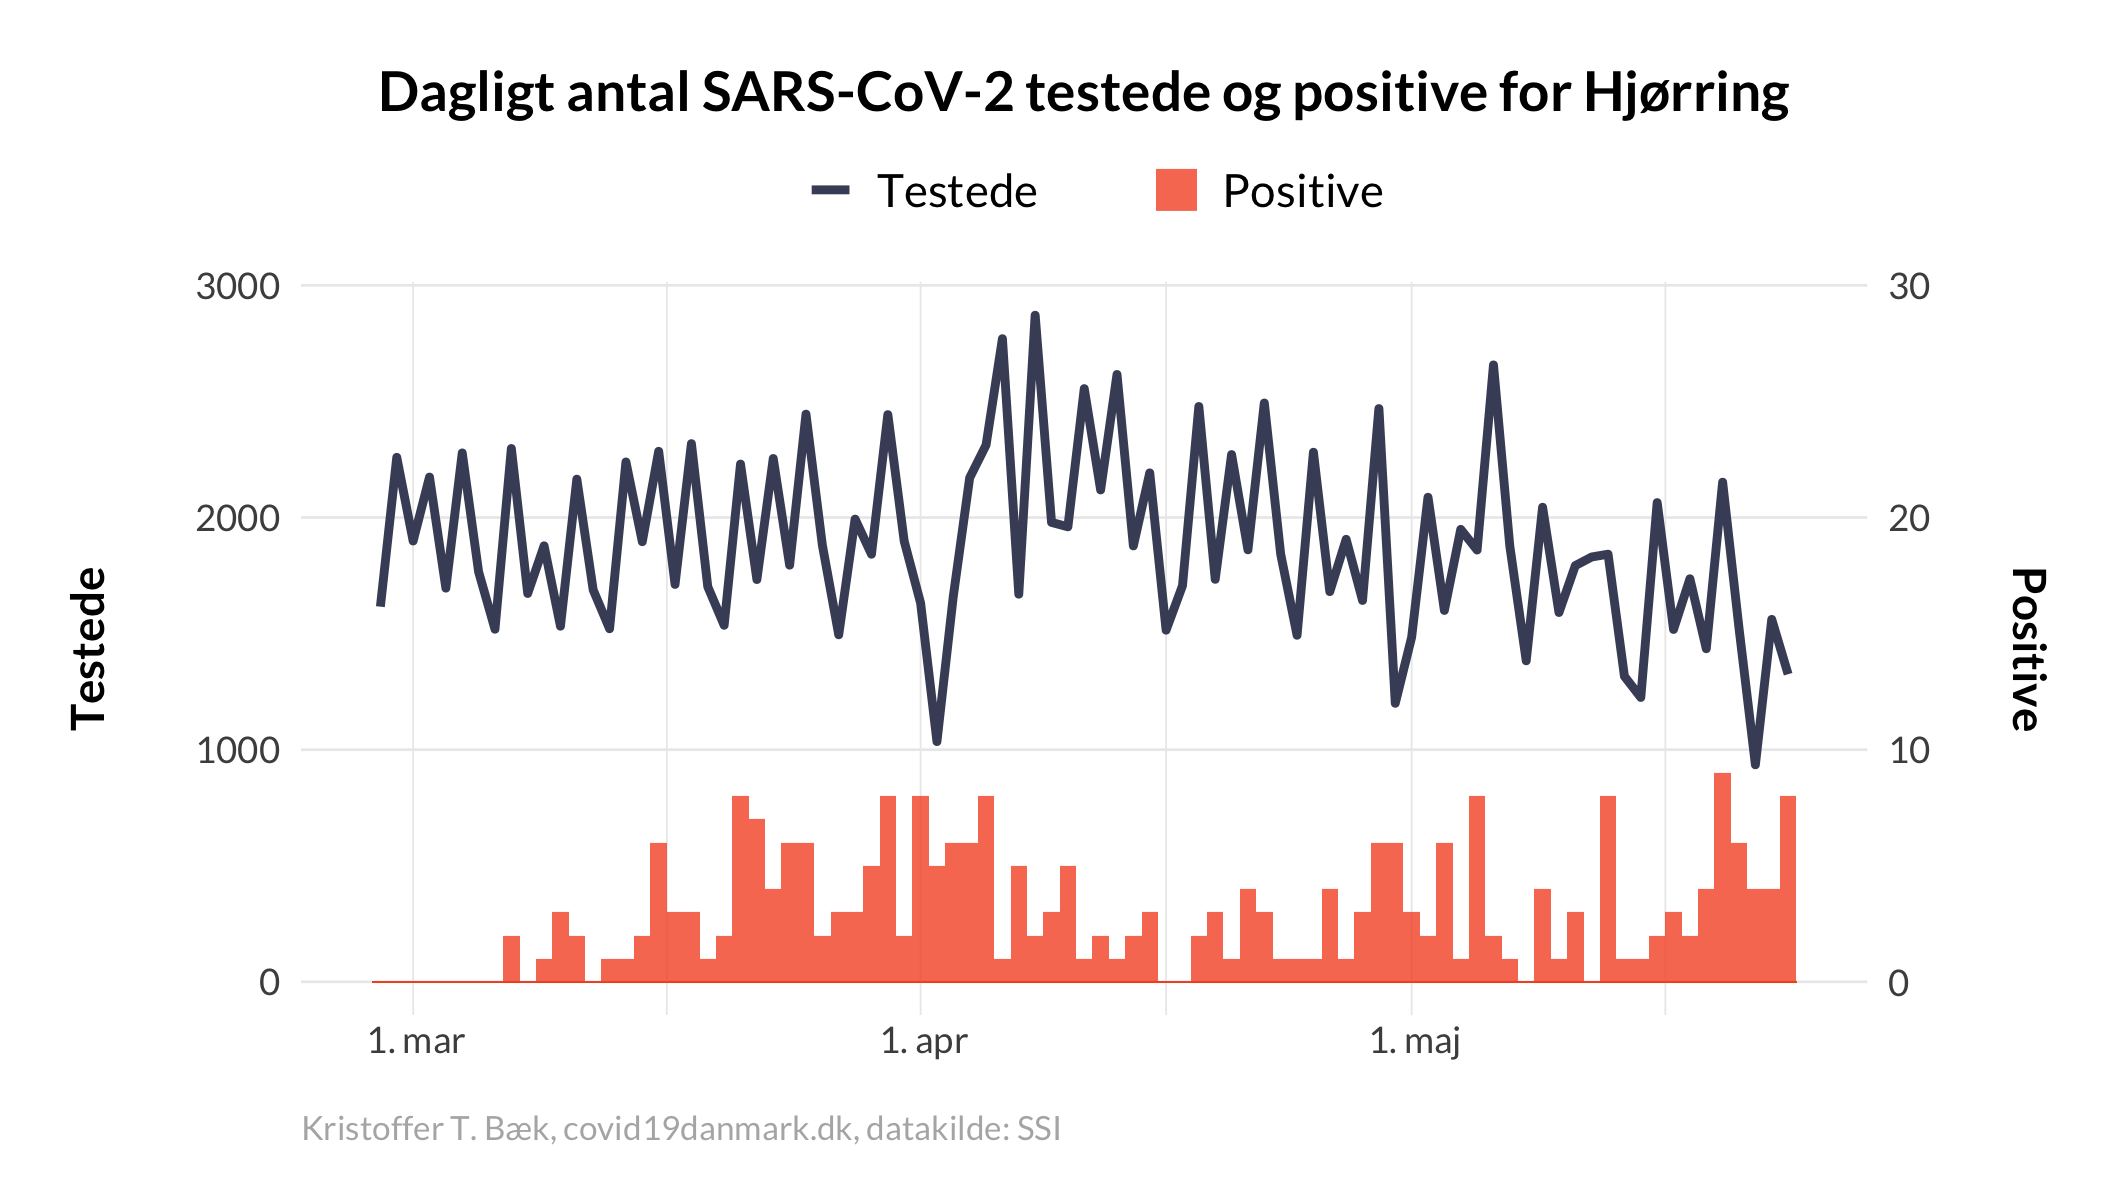 Dagligt antal SARS-CoV-2 testede og positive for Hjørring
Testede
Positive
3000
2000
1000
0
Testede
30
20
10
0
Positive
1. mar
1. apr
1. maj
Kristoffer T. Bæk, covid19danmark.dk, datakilde: SSI